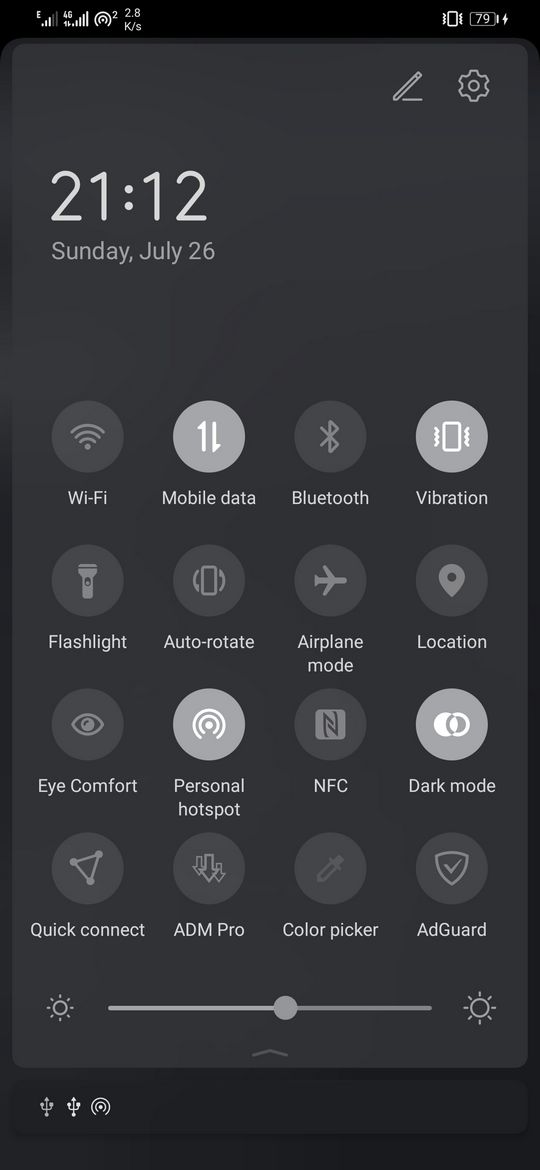 E 4G 2 2.8 79
K/s
21:12
Sunday, July 26
Wi-Fi Mobile data Bluetooth Vibration
Flashlight Auto-rotate Airplane Location
mode
Eye Comfort Personal NFC Dark mode
hotspot
Quick connect ADM Pro Color picker AdGuard